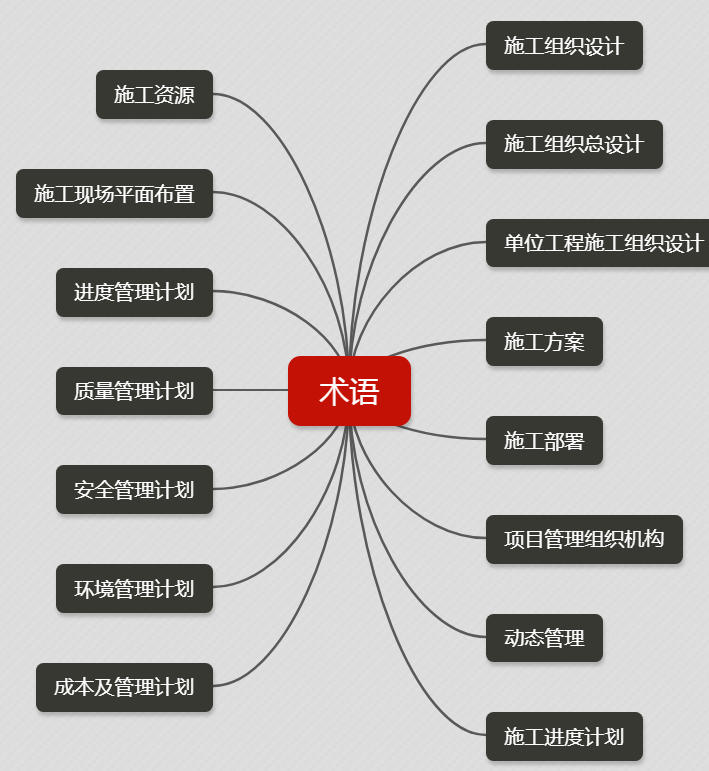 术语
施工组织设计
施工组织总设计
单位工程施工组织设计
施工方案
施工部署
项目管理组织机构
动态管理
施工进度计划
施工资源
施工现场平面布置
进度管理计划
质量管理计划
安全管理计划
环境管理计划
成本及管理计划